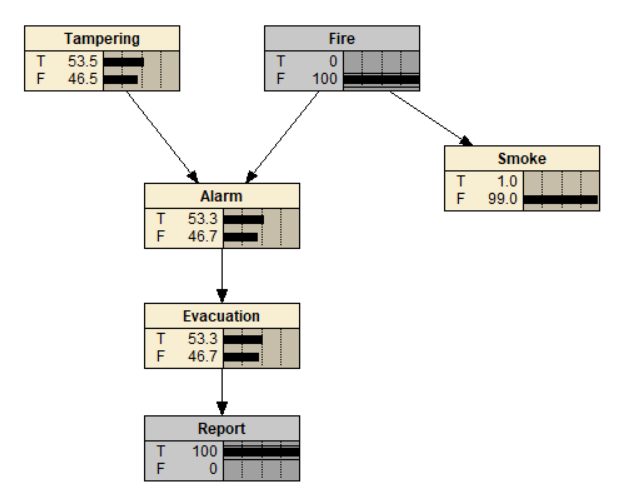 Tampering
T 53.5
F 46.5
Fire
T 0
F 100
Smoke
T 1.0
F 99.0
Alarm
T 53.3
F 46.7
Evacuation
T 53.3
F 46.7
Report
T 100
F 0